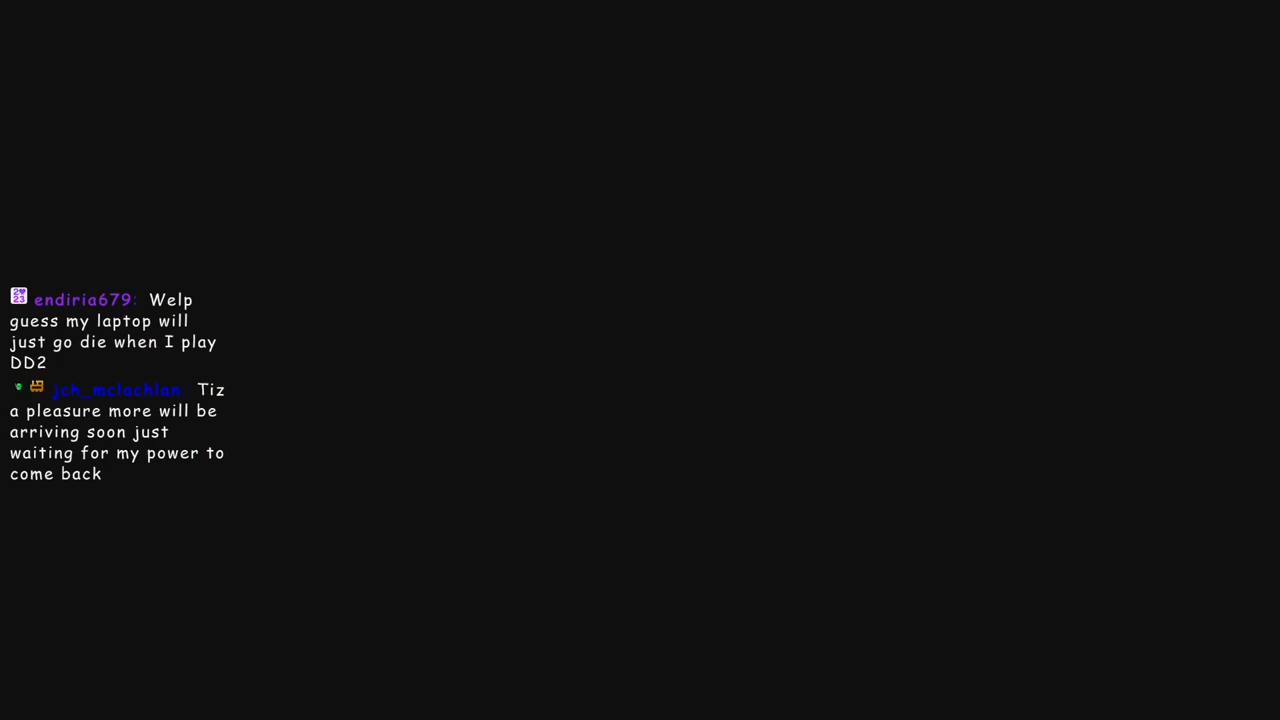 endiria679: Welp
guess my laptop will
just go die when I play
DD2
jch_mclachlan: Tiz
a pleasure more will be
arriving soon just
waiting for my power to
come back